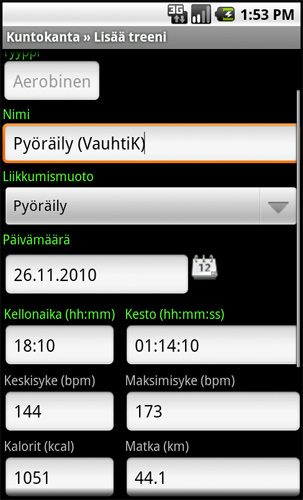 3G 1:53 PM
Kuntokanta » Lisää treeni
Tyyppi
Aerobinen
Nimi
Pyöräily (VauhtiK)
Liikkumismuoto
Pyöräily
Päivämäärä
26.11.2010 12
Kellonaika (hh:mm) Kesto (hh:mm:ss)
18:10 01:14:10
Keskisyke (bpm) Maksimisyke (bpm)
144 173
Kalorit (kcal) Matka (km)
1051 44.1